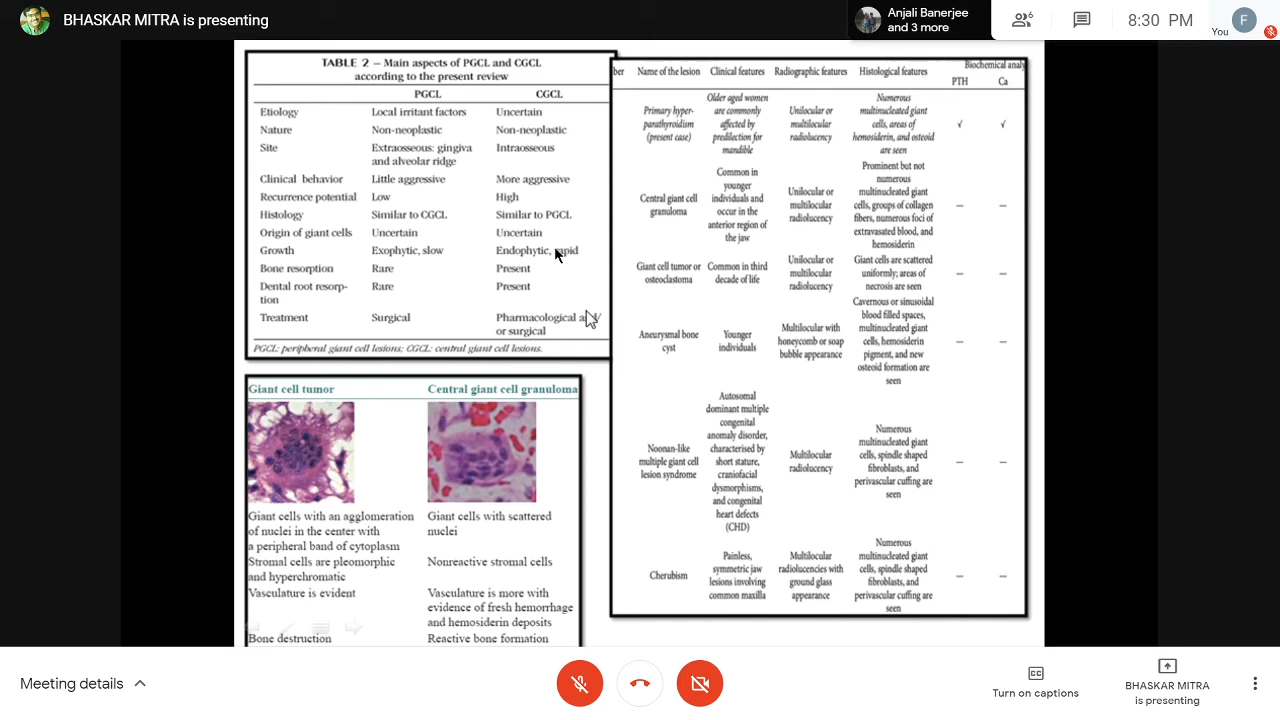 BHASKAR MITRA is presenting
Anjali Banerjee
and 3 more
6
8:30 PM
F
You
TABLE 2 – Main aspects of PGCL and CGCL
according to the present review
PGCL CGCL
Etiology Local irritant factors Uncertain
Nature Non-neoplastic Non-neoplastic
Site Extraosseous: gingiva Intraosseous
and alveolar ridge
Clinical behavior Little aggressive More aggressive
Recurrence potential Low High
Histology Similar to CGCL Similar to PGCL
Origin of giant cells Uncertain Uncertain
Growth Exophytic, slow Endophytic, rapid
Bone resorption Rare Present
Dental root resorp- Rare Present
tion
Treatment Surgical Pharmacological and/
or surgical
PGCL: peripheral giant cell lesions; CGCL: central giant cell lesions.
Giant cell tumor Central giant cell granuloma
Giant cells with an agglomeration Giant cells with scattered
of nuclei in the center with nuclei
a peripheral band of cytoplasm
Stromal cells are pleomorphic Nonreactive stromal cells
and hyperchromatic
Vasculature is evident Vasculature is more with
evidence of fresh hemorrhage
and hemosiderin deposits
Bone destruction Reactive bone formation
ber Name of the lesion Clinical features Radiographic features Histological features Biochemical analy
PTH Ca
Primary hyper-
parathyroidism
(present case)
Older aged women
are commonly
affected by
predilection for
mandible
Unilocular or
multilocular
radiolucency
Numerous
multinucleated giant
cells, areas of
hemosiderin, and osteoid
are seen
√ √
Central giant cell
granuloma
Common in
younger
individuals and
occur in the
anterior region of
the jaw
Unilocular or
multilocular
radiolucency
Prominent but not
numerous
multinucleated giant
cells, groups of collagen
fibers, numerous foci of
extravasated blood, and
hemosiderin
– –
Giant cell tumor or
osteoclastoma
Common in third
decade of life
Unilocular or
multilocular
radiolucency
Giant cells are scattered
uniformly; areas of
necrosis are seen
– –
Aneurysmal bone
cyst
Younger
individuals
Multilocular with
honeycomb or soap
bubble appearance
Cavernous or sinusoidal
blood filled spaces,
multinucleated giant
cells, hemosiderin
pigment, and new
osteoid formation are
seen
– –
Noonan-like
multiple giant cell
lesion syndrome
Autosomal
dominant multiple
congenital
anomaly disorder,
characterised by
short stature,
craniofacial
dysmorphisms,
and congenital
heart defects
(CHD)
Multilocular
radiolucency
Numerous
multinucleated giant
cells, spindle shaped
fibroblasts, and
perivascular cuffing are
seen
– –
Cherubism
Painless,
symmetric jaw
lesions involving
common maxilla
Multilocular
radiolucencies with
ground glass
appearance
Numerous
multinucleated giant
cells, spindle shaped
fibroblasts, and
perivascular cuffing are
seen
– –
Meeting details
CC
Turn on captions
BHASKAR MITRA
is presenting